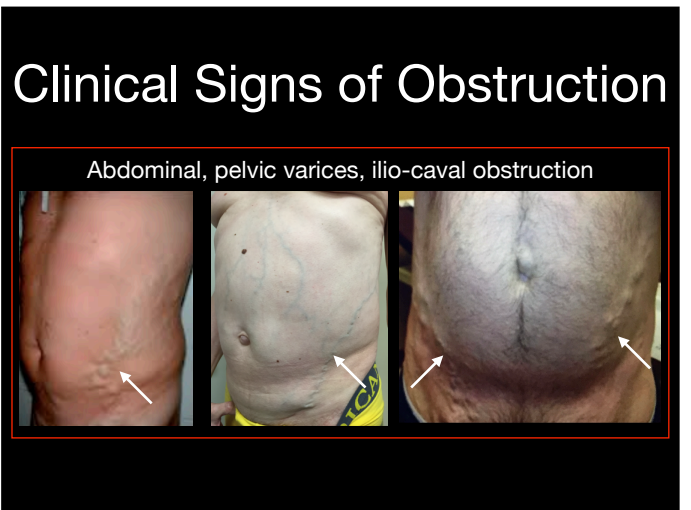 Clinical Signs of Obstruction
Abdominal, pelvic varices, ilio-caval obstruction